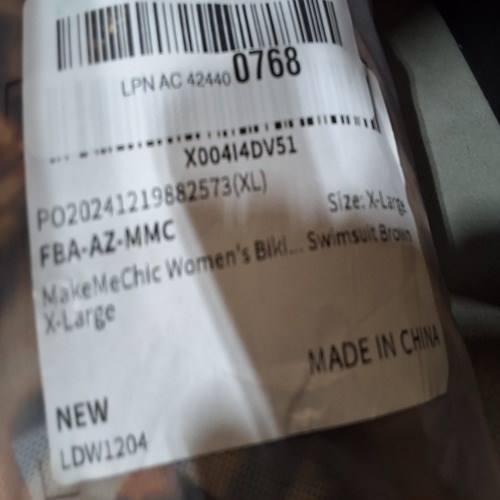 LPN AC 42440 0768
X004I4DV51
PO20241219882573(XL)
FBA-AZ-MMC
Size: X-Large
MakeMeChic Women's Biki... Swimsuit Brown
X-Large
MADE IN CHINA
NEW
LDW1204